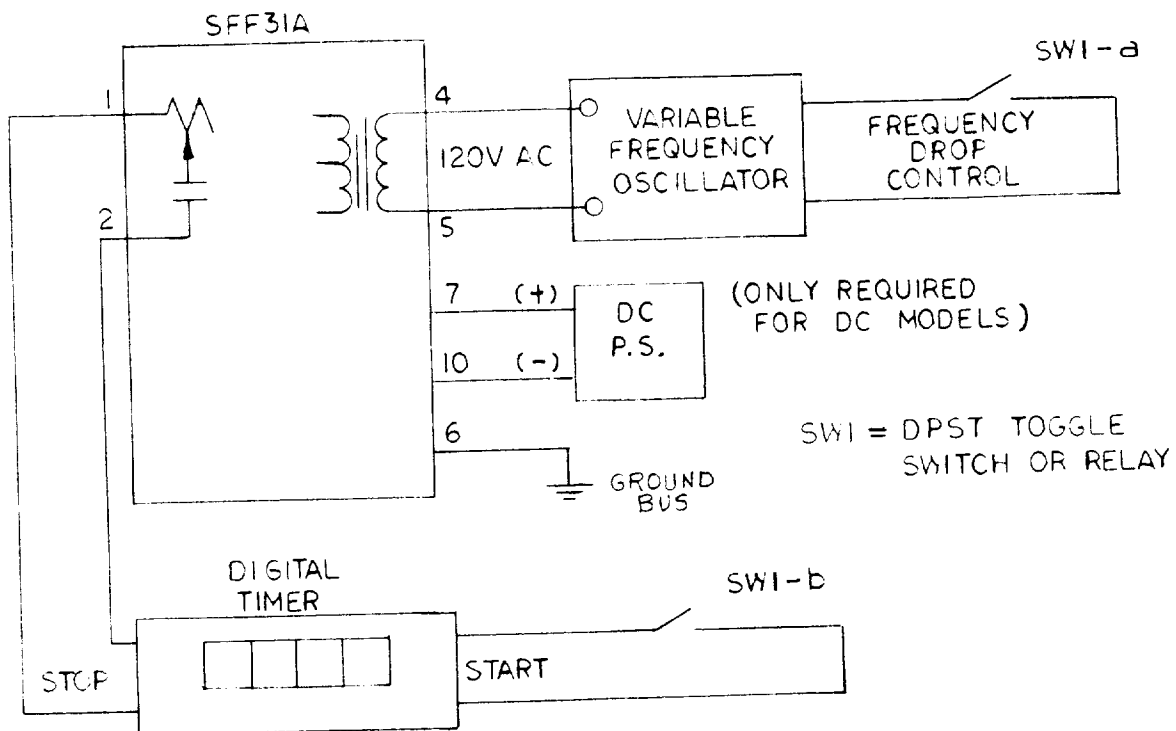 SFF31A
SW1-a
1
4
VARIABLE
FREQUENCY
OSCILLATOR
120V AC
FREQUENCY
DROP
CONTROL
2
5
7 (+)
DC
P.S.
(ONLY REQUIRED
FOR DC MODELS)
10 (-)
6
GROUND
BUS
SW1 = DPST TOGGLE
SWITCH OR RELAY
DIGITAL
TIMER
SW1-b
STOP
START